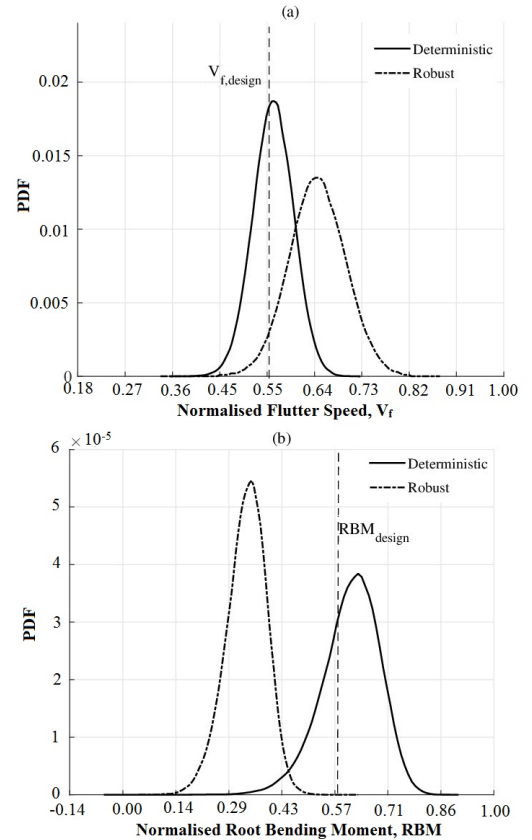 (a)
Deterministic
Robust
V_f,design
0.02
0.015
0.01
0.005
0
PDF
0.18 0.27 0.36 0.45 0.55 0.64 0.73 0.82 0.91 1.00
Normalised Flutter Speed, V_f
(b)
6 × 10^-5
Deterministic
Robust
RBM_design
5
4
3
2
1
0
PDF
-0.14 0.00 0.14 0.29 0.43 0.57 0.71 0.86 1.00
Normalised Root Bending Moment, RBM